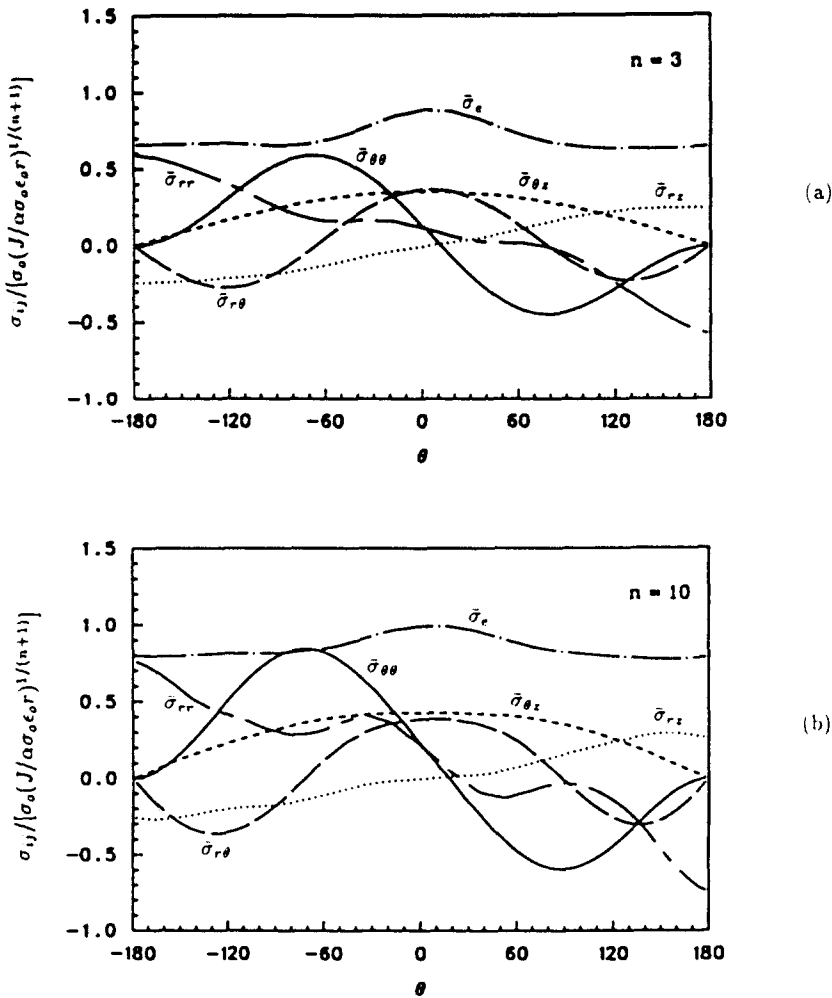 1.5
n = 3
1.0
σ̃e
σ̃θθ
0.5
σ̃rr
σ̃θz
σ̃rz
(a)
0.0
σ̃rθ
−0.5
−1.0
σij/[σo(J/ασoϵor)1/(n+1)]
−180 −120 −60 0 60 120 180
θ
1.5
n = 10
1.0
σ̃e
σ̃θθ
0.5
σ̃rr
σ̃θz
σ̃rz
(b)
0.0
σ̃rθ
−0.5
−1.0
σij/[σo(J/ασoϵor)1/(n+1)]
−180 −120 −60 0 60 120 180
θ